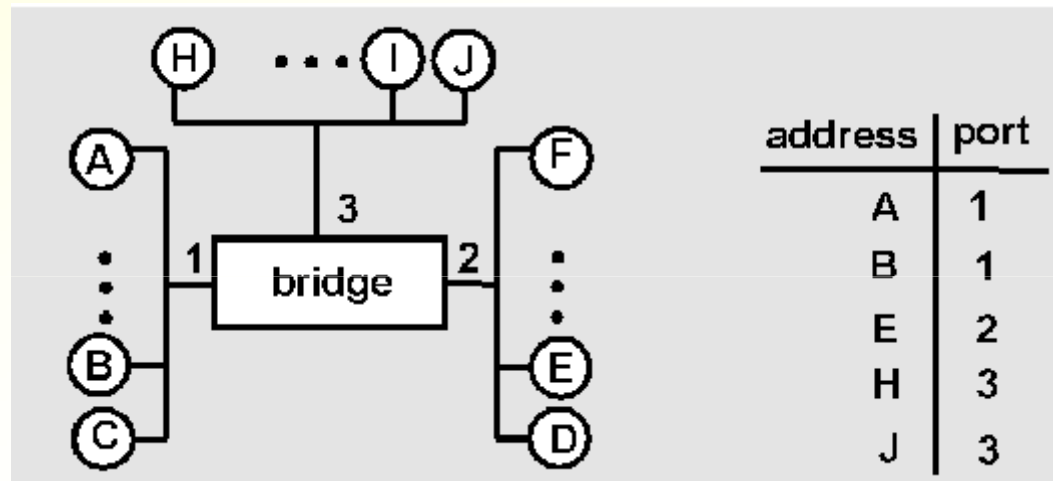 H ... I J
A
F
3
1
bridge
2
B
E
C
D
address port
A 1
B 1
E 2
H 3
J 3